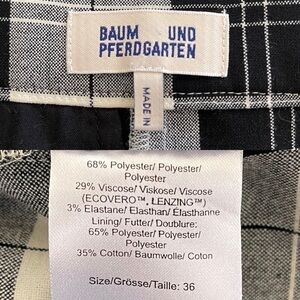 BAUM UND
PFERDGARTEN
MADE IN
68% Polyester/ Polyester/
Polyester
29% Viscose/ Viskose/ Viscose
(ECOVERO™, LENZING™)
3% Elastane/ Elasthan/ Élasthanne
Lining/ Futter/ Doublure:
65% Polyester/ Polyester/
Polyester
35% Cotton/ Baumwolle/ Coton
Size/Grösse/Taille: 36